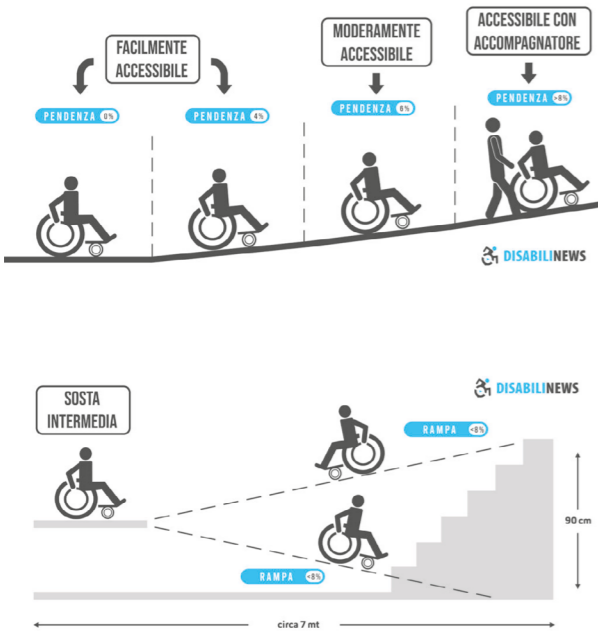 FACILMENTE
ACCESSIBILE
MODERAMENTE
ACCESSIBILE
ACCESSIBILE CON
ACCOMPAGNATORE
PENDENZA 0%
PENDENZA 4%
PENDENZA 6%
PENDENZA >8%
DISABILINEWS
SOSTA
INTERMEDIA
DISABILINEWS
RAMPA <8%
90 cm
RAMPA <8%
circa 7 mt